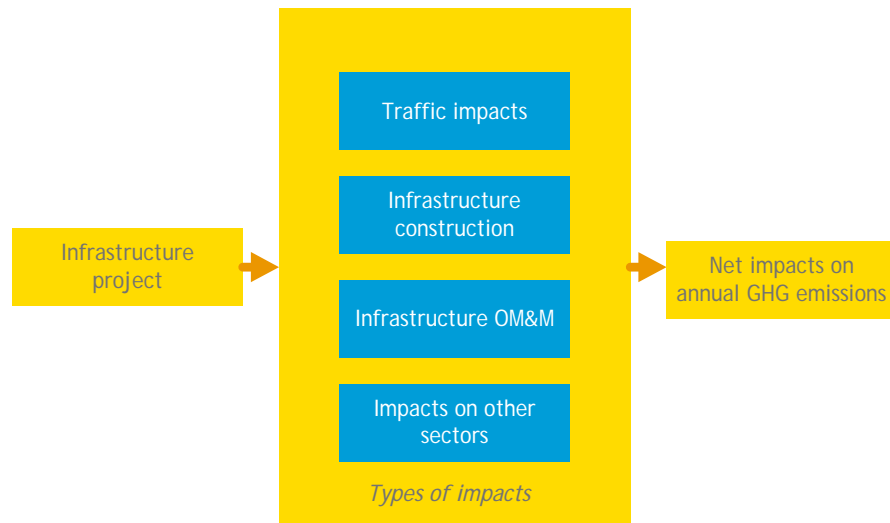 Infrastructure
project
Traffic impacts
Infrastructure
construction
Infrastructure OM&M
Impacts on other
sectors
Types of impacts
Net impacts on
annual GHG emissions